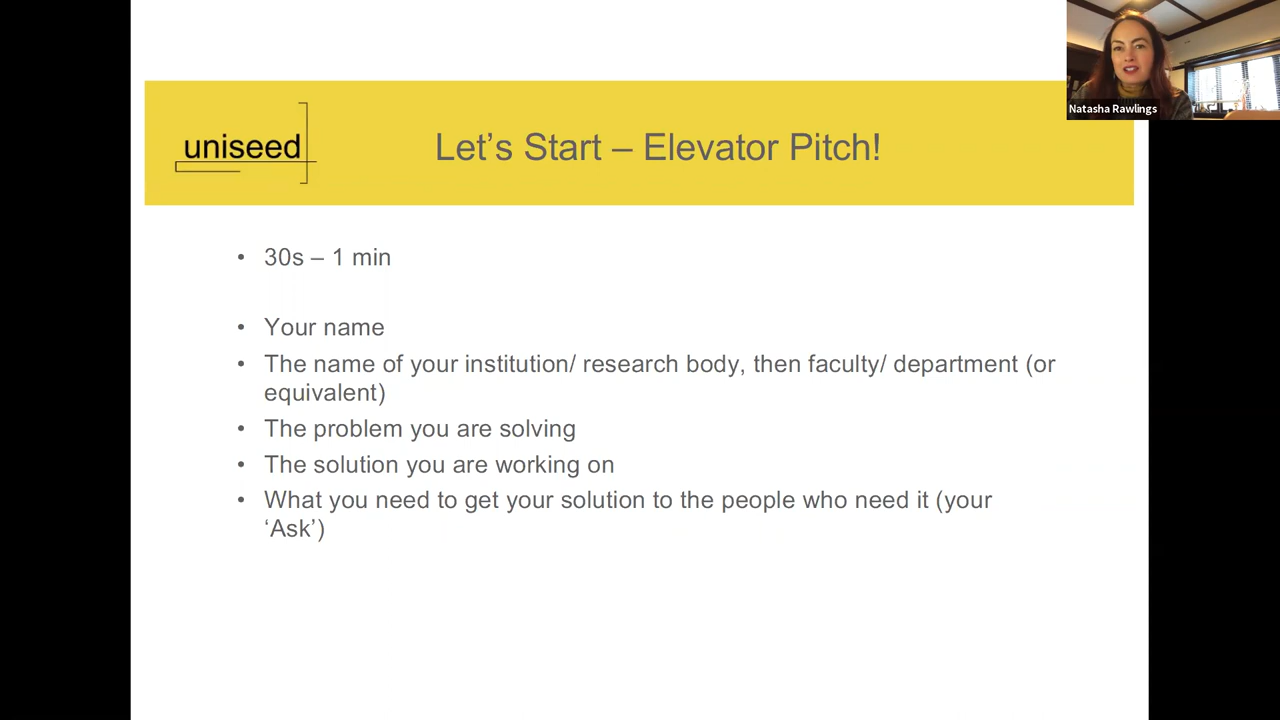 Natasha Rawlings
uniseed
Let’s Start – Elevator Pitch!
• 30s – 1 min
• Your name
• The name of your institution/ research body, then faculty/ department (or
equivalent)
• The problem you are solving
• The solution you are working on
• What you need to get your solution to the people who need it (your
‘Ask’)